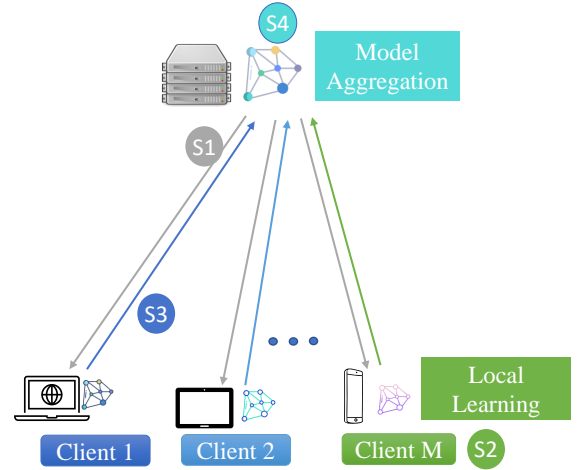 S4
Model
Aggregation
S1
S3
Local
Learning
Client 1
Client 2
Client M
S2